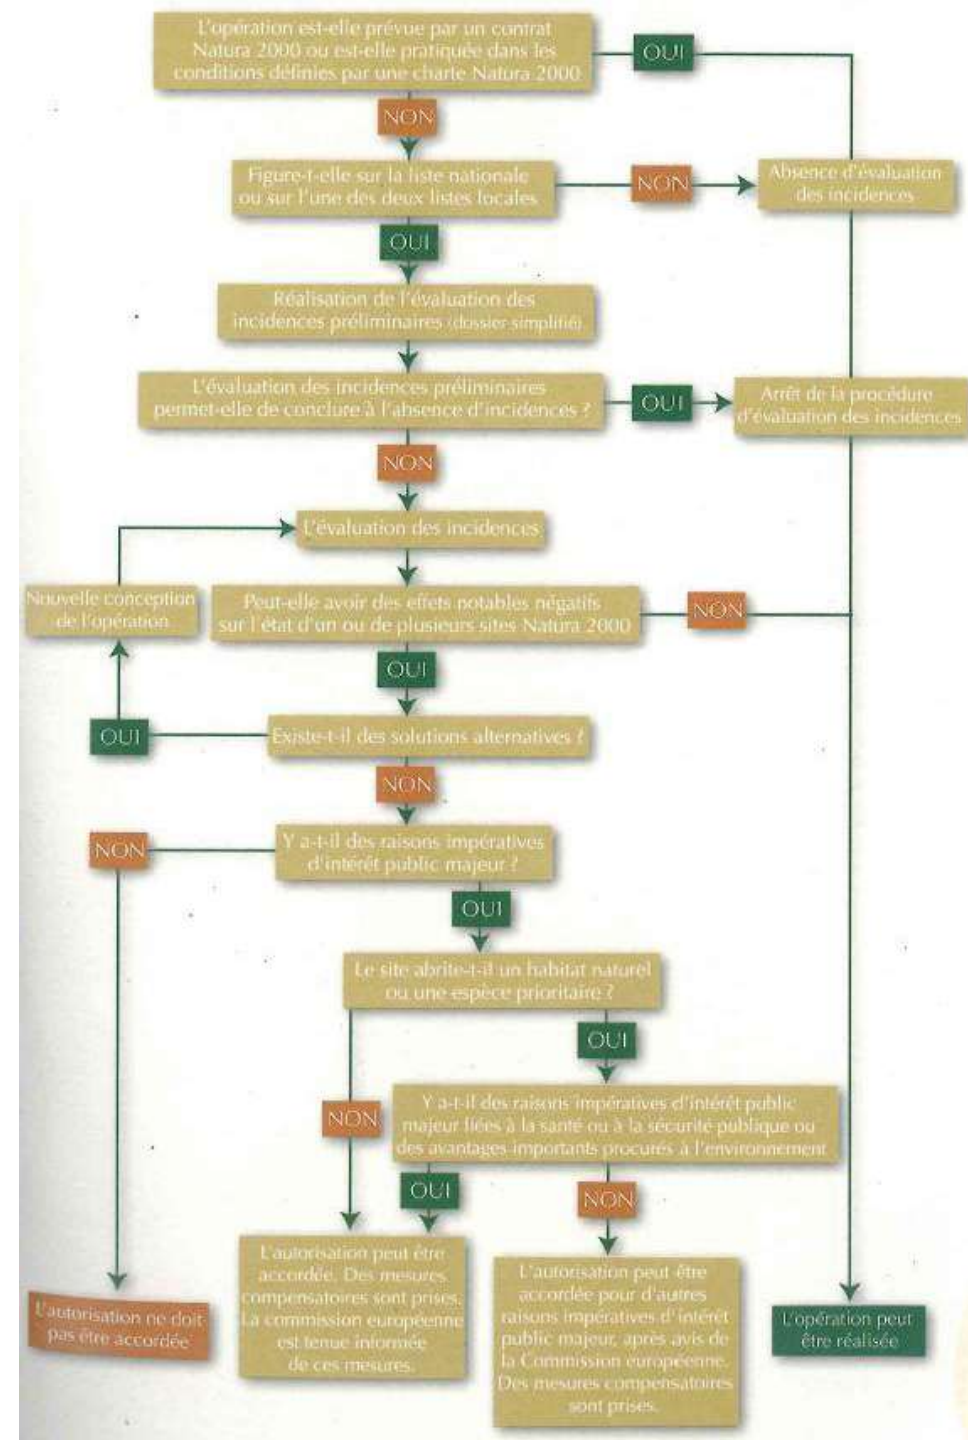 L'opération est-elle prévue par un contrat
Natura 2000 ou est-elle pratiquée dans les
conditions définies par une charte Natura 2000
OUI
NON
Figure-t-elle sur la liste nationale
ou sur l'une des deux listes locales
NON
Absence d'évaluation
des incidences
OUI
Réalisation de l'évaluation des
incidences préliminaires (dossier simplifié)
L'évaluation des incidences préliminaires
permet-elle de conclure à l'absence d'incidences ?
OUI
Arrêt de la procédure
d'évaluation des incidences
NON
L'évaluation des incidences
Nouvelle conception
de l'opération
Peut-elle avoir des effets notables négatifs
sur l'état d'un ou de plusieurs sites Natura 2000
NON
OUI
OUI
Existe-t-il des solutions alternatives ?
NON
NON
Y a-t-il des raisons impératives
d'intérêt public majeur ?
OUI
Le site abrite-t-il un habitat naturel
ou une espèce prioritaire ?
OUI
NON
Y a-t-il des raisons impératives d'intérêt public
majeur liées à la santé ou à la sécurité publique ou
des avantages importants procurés à l'environnement
OUI
NON
L'autorisation peut être
accordée. Des mesures
compensatoires sont prises.
La commission européenne
est tenue informée
de ces mesures.
L'autorisation peut être
accordée pour d'autres
raisons impératives d'intérêt
public majeur, après avis de
la Commission européenne.
Des mesures compensatoires
sont prises.
L'autorisation ne doit
pas être accordée
L'opération peut
être réalisée